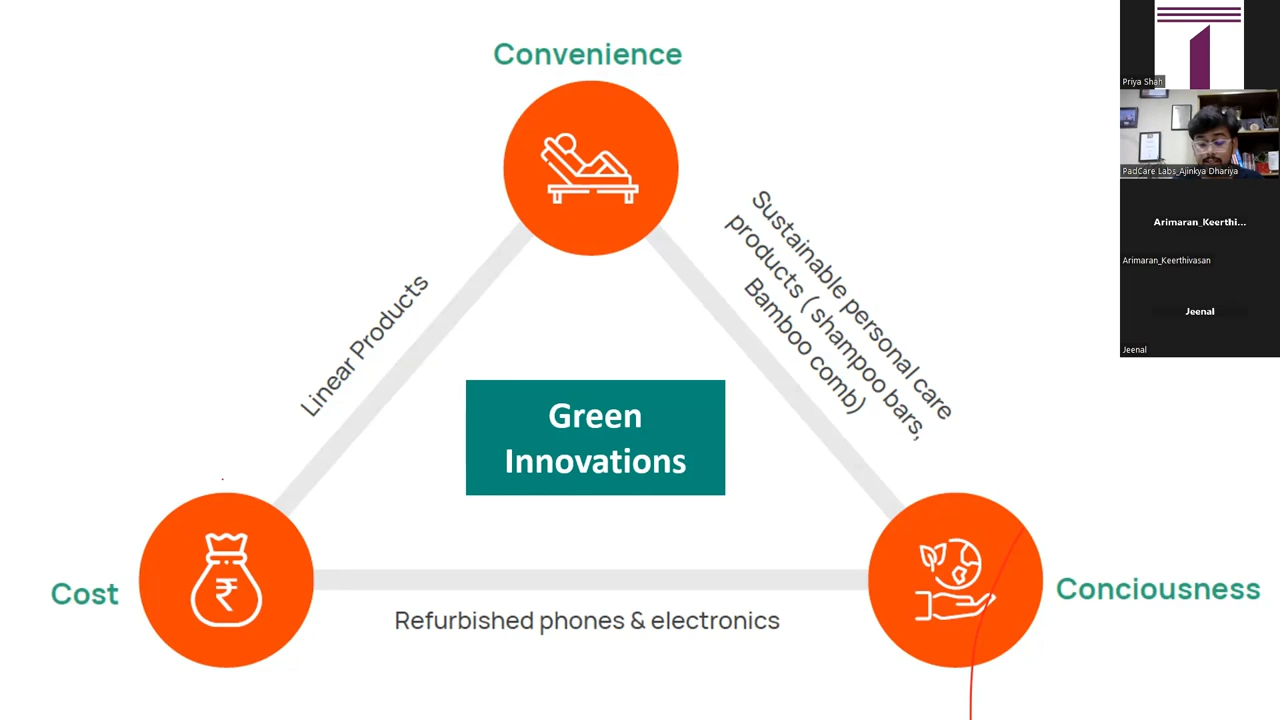 Convenience
Linear Products
Sustainable personal care
products ( shampoo bars,
Bamboo comb)
Green
Innovations
Cost
₹
Refurbished phones & electronics
Conciousness
Priya Shah
PadCare Labs_Ajinkya Dhariya
Arimaran_Keerthi...
Arimaran_Keerthivasan
Jeenal
Jeenal